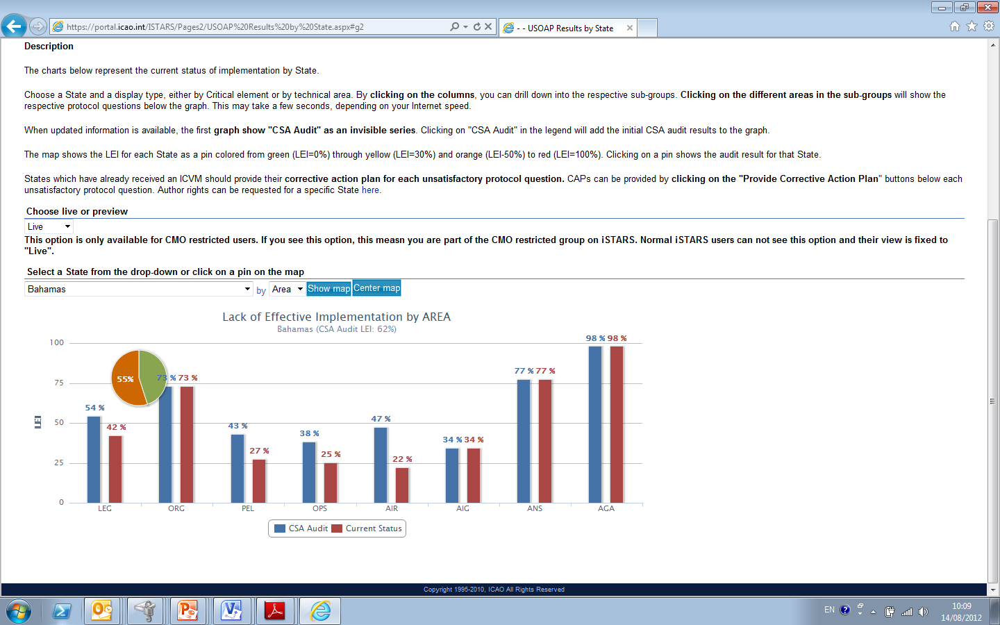 https://portal.icao.int/ISTARS/Pages2/USOAP%20Results%20by%20State.aspx#g2
- - USOAP Results by State
Description
The charts below represent the current status of implementation by State.
Choose a State and a display type, either by Critical element or by technical area. By clicking on the columns, you can drill down into the respective sub-groups. Clicking on the different areas in the sub-groups will show the
respective protocol questions below the graph. This may take a few seconds, depending on your Internet speed.
When updated information is available, the first graph show "CSA Audit" as an invisible series. Clicking on "CSA Audit" in the legend will add the initial CSA audit results to the graph.
The map shows the LEI for each State as a pin colored from green (LEI=0%) through yellow (LEI=30%) and orange (LEI-50%) to red (LEI=100%). Clicking on a pin shows the audit result for that State.
States which have already received an ICVM should provide their corrective action plan for each unsatisfactory protocol question. CAPs can be provided by clicking on the "Provide Corrective Action Plan" buttons below each
unsatisfactory protocol question. Author rights can be requested for a specific State here.
Choose live or preview
Live
This option is only available for CMO restricted users. If you see this option, this measn you are part of the CMO restricted group on iSTARS. Normal iSTARS users can not see this option and their view is fixed to
"Live".
Select a State from the drop-down or click on a pin on the map
Bahamas by Area Show map Center map
Lack of Effective Implementation by AREA
Bahamas (CSA Audit LEI: 62%)
LEI
100
75
50
25
0
55%
54 % 42 %
73 % 73 %
43 % 27 %
38 % 25 %
47 % 22 %
34 % 34 %
77 % 77 %
98 % 98 %
LEG ORG PEL OPS AIR AIG ANS AGA
CSA Audit Current Status
Copyright 1995-2010, ICAO All Rights Reserved
EN
10:09
14/08/2012